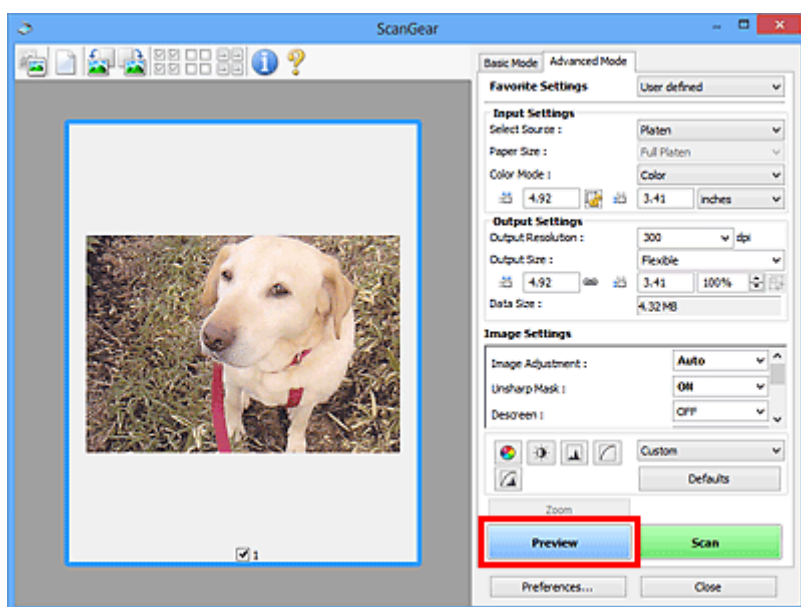 ScanGear
Basic Mode Advanced Mode
Favorite Settings User defined
Input Settings
Select Source : Platen
Paper Size : Full Platen
Color Mode : Color
4.92 3.41 inches
Output Settings
Output Resolution : 300 dpi
Output Size : Flexible
4.92 3.41 100%
Data Size : 4.32 MB
Image Settings
Image Adjustment : Auto
Unsharp Mask : ON
Descreen : OFF
Custom
Defaults
Zoom
Preview Scan
1
Preferences... Close